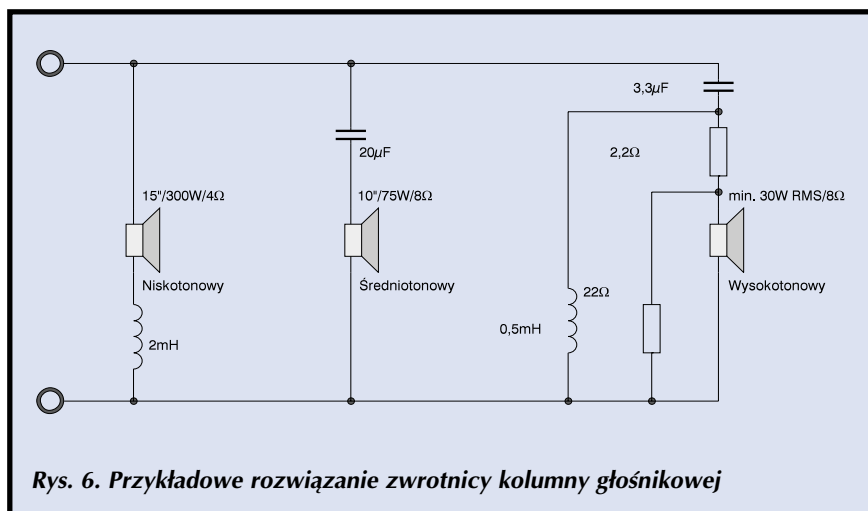 3,3µF
2,2Ω
20µF
15"/300W/4Ω
10"/75W/8Ω
min. 30W RMS/8Ω
Niskotonowy
Średniotonowy
Wysokotonowy
22Ω
0,5mH
2mH
Rys. 6. Przykładowe rozwiązanie zwrotnicy kolumny głośnikowej